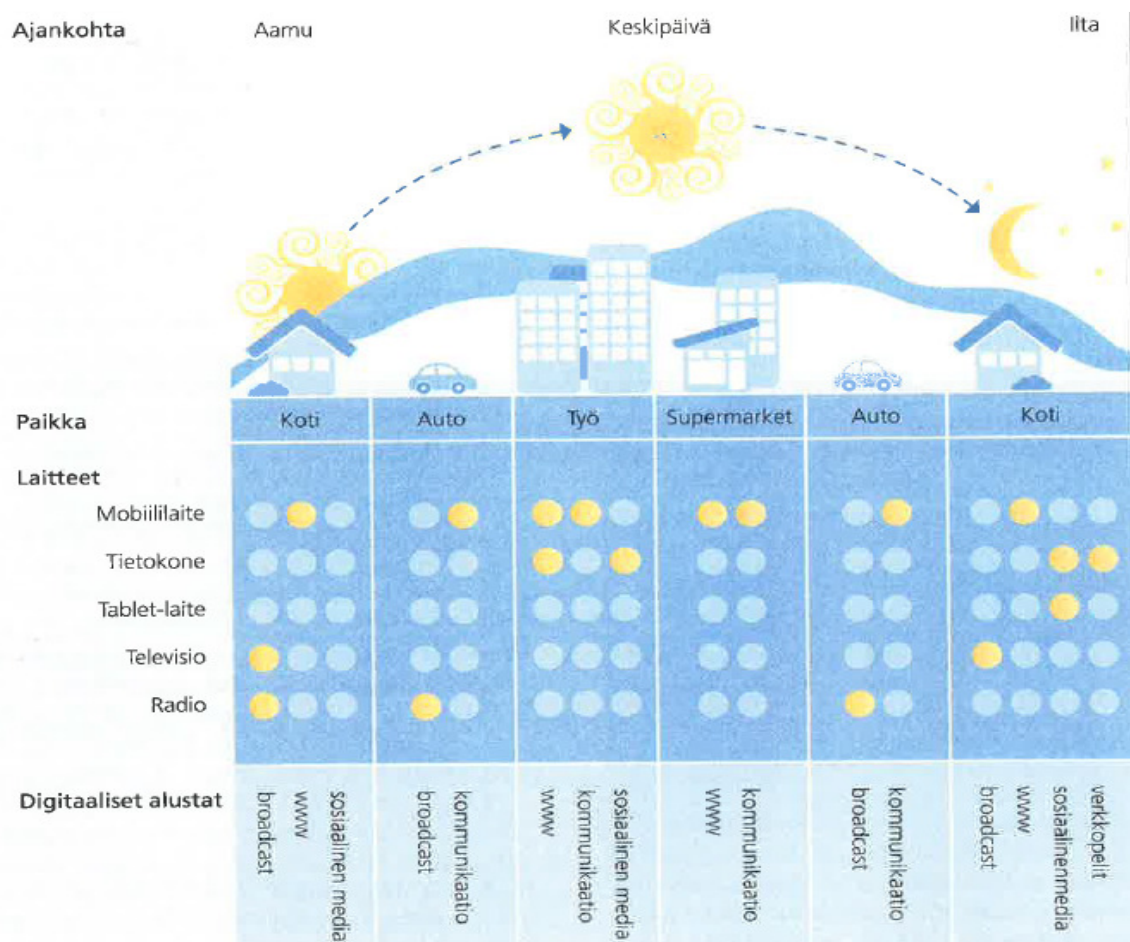 Ajankohta Aamu Keskipäivä Ilta
Paikka Koti Auto Työ Supermarket Auto Koti
Laitteet
Mobiililaite
Tietokone
Tablet-laite
Televisio
Radio
Digitaaliset alustat
broadcast
www
sosiaalinen media
broadcast
kommunikaatio
www
kommunikaatio
sosiaalinen media
www
kommunikaatio
broadcast
kommunikaatio
broadcast
www
sosiaalinenmedia
verkkopelit